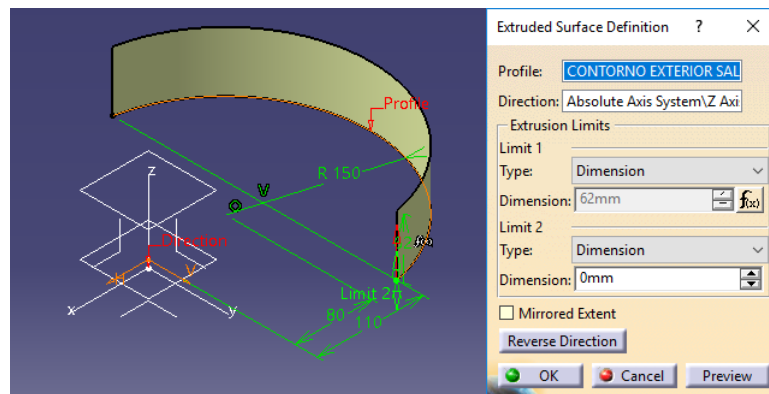 Extruded Surface Definition ? ×
Profile: CONTORNO EXTERIOR SAL
Direction: Absolute Axis System\Z Axi
Extrusion Limits
Limit 1
Type: Dimension
Dimension: 62mm f(x)
Limit 2
Type: Dimension
Dimension: 0mm
Mirrored Extent
Reverse Direction
OK Cancel Preview
Profile
R 150
V
z
Direction
H V
x y
Limit 2
80
110
f(x)